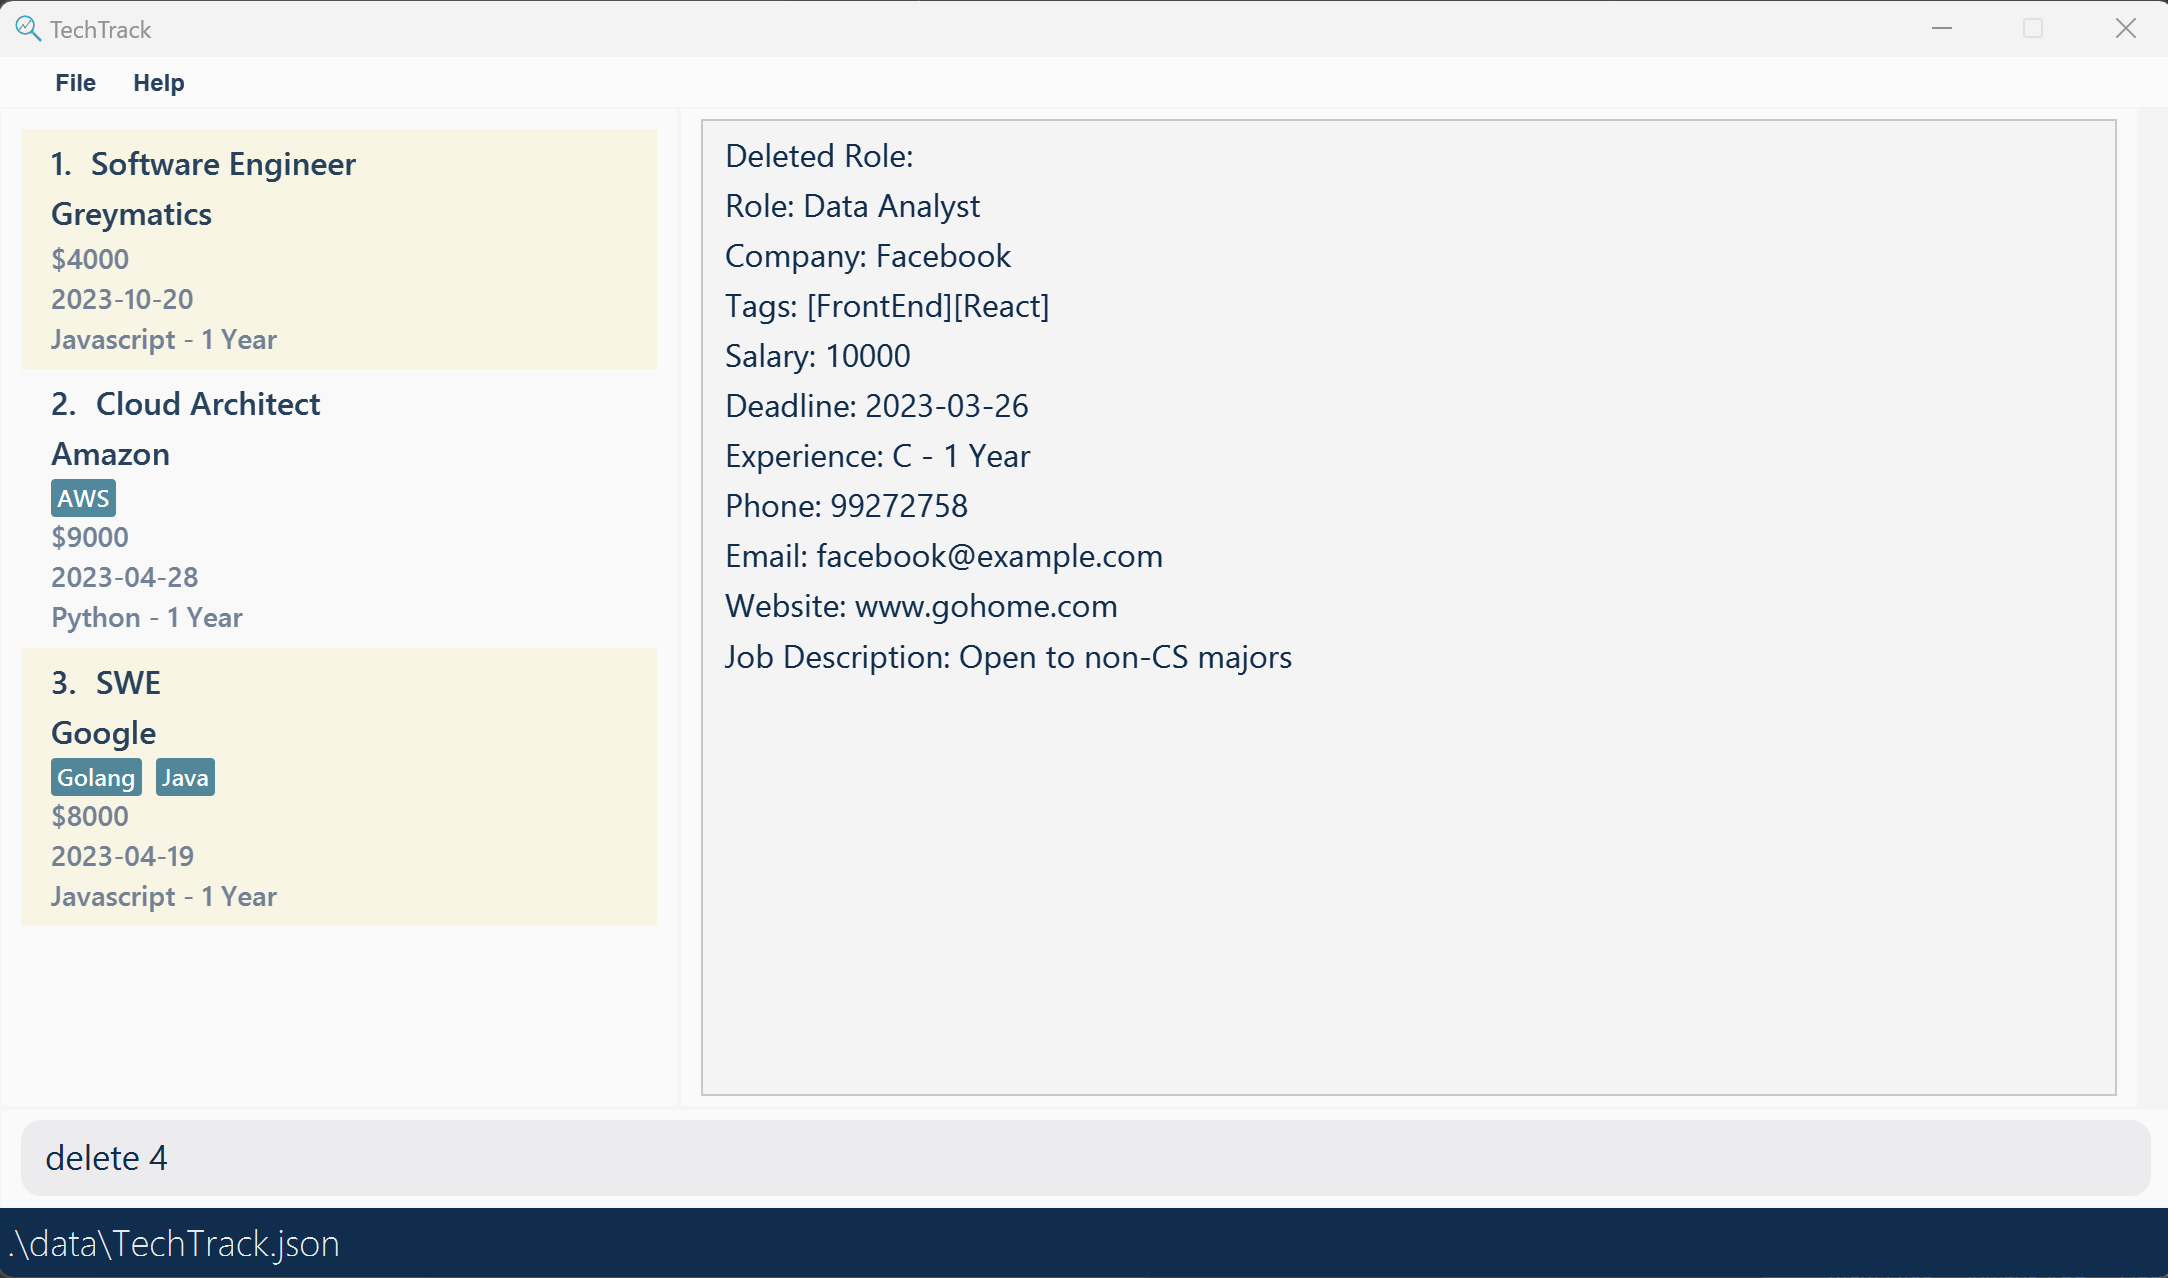 TechTrack
File Help
1. Software Engineer
Greymatics
$4000
2023-10-20
Javascript - 1 Year
2. Cloud Architect
Amazon
AWS
$9000
2023-04-28
Python - 1 Year
3. SWE
Google
Golang Java
$8000
2023-04-19
Javascript - 1 Year
Deleted Role:
Role: Data Analyst
Company: Facebook
Tags: [FrontEnd][React]
Salary: 10000
Deadline: 2023-03-26
Experience: C - 1 Year
Phone: 99272758
Email: facebook@example.com
Website: www.gohome.com
Job Description: Open to non-CS majors
delete 4
.\data\TechTrack.json